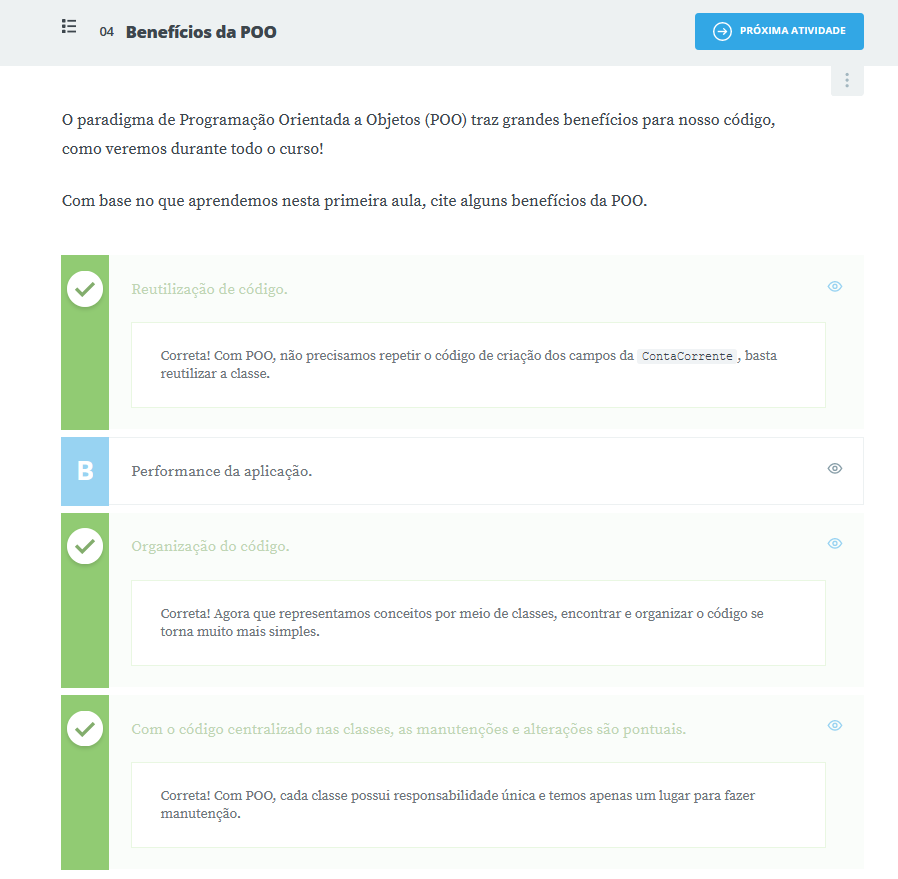 04 Benefícios da POO
PRÓXIMA ATIVIDADE
O paradigma de Programação Orientada a Objetos (POO) traz grandes benefícios para nosso código,
como veremos durante todo o curso!
Com base no que aprendemos nesta primeira aula, cite alguns benefícios da POO.
Reutilização de código.
Correta! Com POO, não precisamos repetir o código de criação dos campos da ContaCorrente, basta
reutilizar a classe.
B
Performance da aplicação.
Organização do código.
Correta! Agora que representamos conceitos por meio de classes, encontrar e organizar o código se
torna muito mais simples.
Com o código centralizado nas classes, as manutenções e alterações são pontuais.
Correta! Com POO, cada classe possui responsabilidade única e temos apenas um lugar para fazer
manutenção.